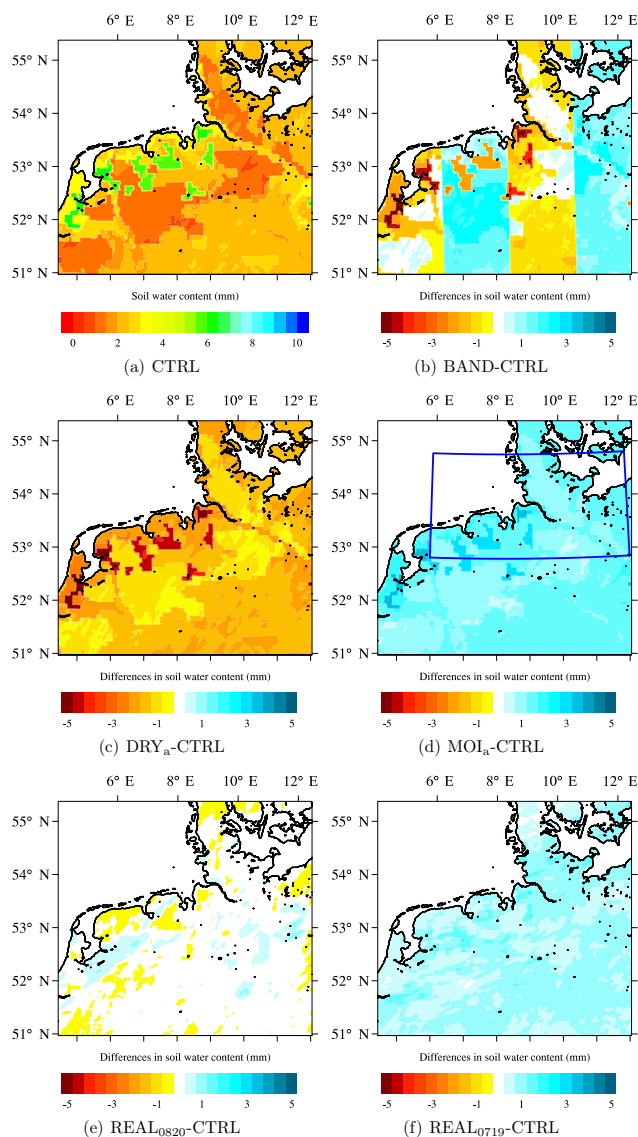 6° E 8° E 10° E 12° E 6° E 8° E 10° E 12° E
55° N 55° N
54° N 54° N
53° N 53° N
52° N 52° N
51° N 51° N
Soil water content (mm) Differences in soil water content (mm)
0 2 4 6 8 10 -5 -3 -1 1 3 5
(a) CTRL (b) BAND-CTRL
6° E 8° E 10° E 12° E 6° E 8° E 10° E 12° E
55° N 55° N
54° N 54° N
53° N 53° N
52° N 52° N
51° N 51° N
Differences in soil water content (mm) Differences in soil water content (mm)
-5 -3 -1 1 3 5 -5 -3 -1 1 3 5
(c) DRYₐ-CTRL (d) MOIₐ-CTRL
6° E 8° E 10° E 12° E 6° E 8° E 10° E 12° E
55° N 55° N
54° N 54° N
53° N 53° N
52° N 52° N
51° N 51° N
Differences in soil water content (mm) Differences in soil water content (mm)
-5 -3 -1 1 3 5 -5 -3 -1 1 3 5
(e) REAL₀₈₂₀-CTRL (f) REAL₀₇₁₉-CTRL